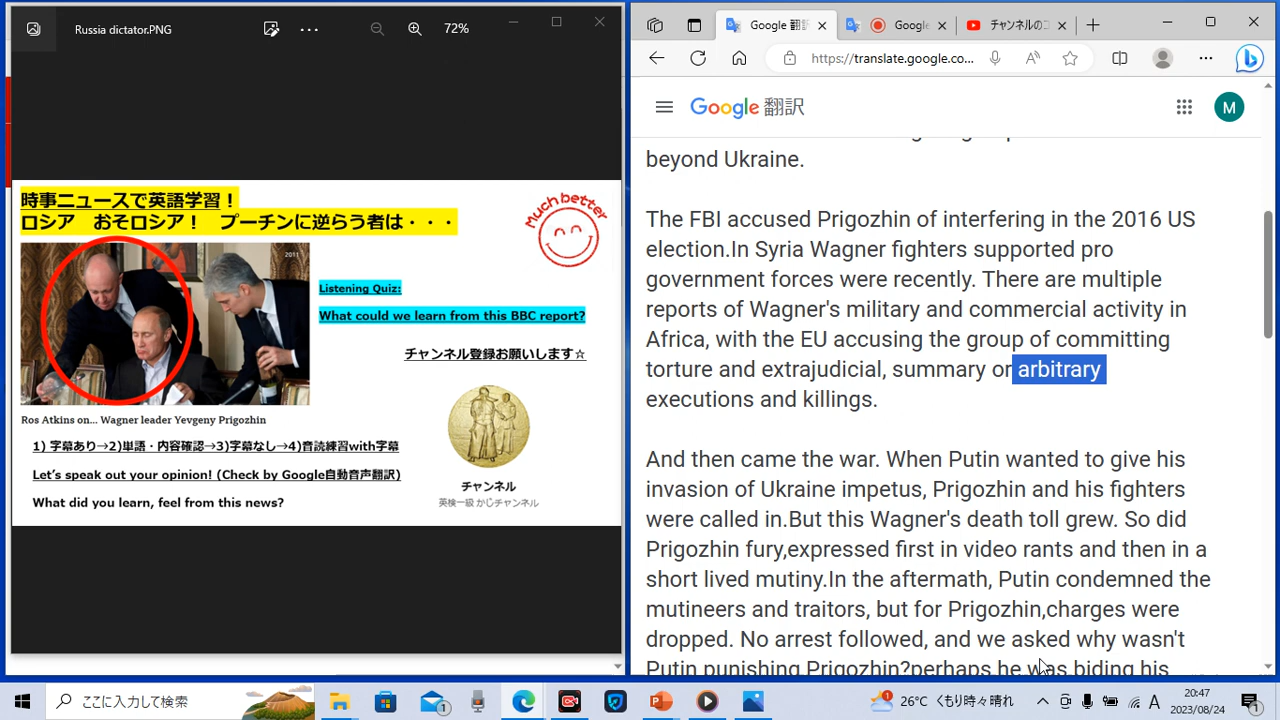 Russia dictator.PNG
72%
時事ニュースで英語学習！
ロシア　おそロシア！　プーチンに逆らう者は・・・
Much better
2011
Listening Quiz:
What could we learn from this BBC report?
チャンネル登録お願いします☆
Ros Atkins on... Wagner leader Yevgeny Prigozhin
1) 字幕あり→2)単語・内容確認→3)字幕なし→4)音読練習with字幕
Let's speak out your opinion! (Check by Google自動音声翻訳)
What did you learn, feel from this news?
チャンネル
英検一級 かじチャンネル
Google 翻訳
Google
チャンネルのコ
https://translate.google.co...
Google 翻訳
M
beyond Ukraine.
The FBI accused Prigozhin of interfering in the 2016 US
election.In Syria Wagner fighters supported pro
government forces were recently. There are multiple
reports of Wagner's military and commercial activity in
Africa, with the EU accusing the group of committing
torture and extrajudicial, summary or arbitrary
executions and killings.
And then came the war. When Putin wanted to give his
invasion of Ukraine impetus, Prigozhin and his fighters
were called in.But this Wagner's death toll grew. So did
Prigozhin fury,expressed first in video rants and then in a
short lived mutiny.In the aftermath, Putin condemned the
mutineers and traitors, but for Prigozhin,charges were
dropped. No arrest followed, and we asked why wasn't
Putin punishing Prigozhin?perhaps he was biding his
ここに入力して検索
26°C くもり時々晴れ
A
20:47
2023/08/24